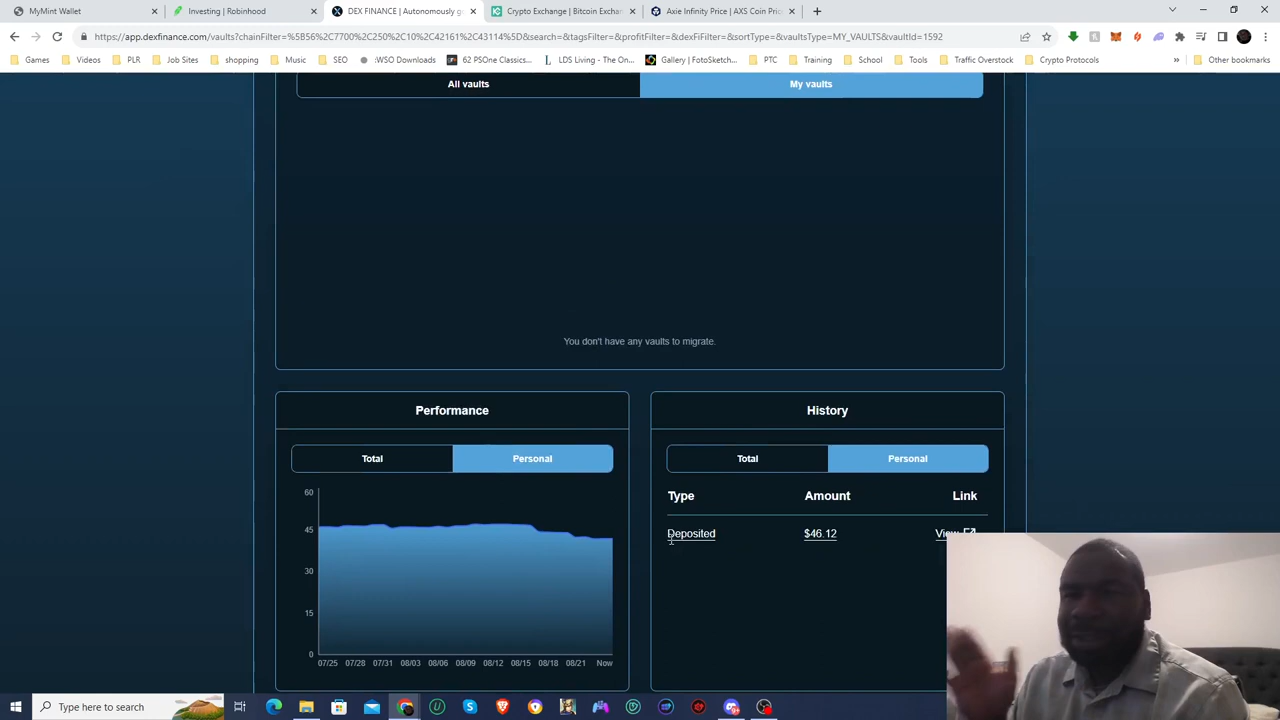 MyMint Wallet
Investing | Robinhood
DEX FINANCE | Autonomously g
Crypto Exchange | Bitcoin Exchan
Axie Infinity Price | AXS Coin Pric
https://app.dexfinance.com/vaults?chainFilter=%5B56%2C7700%2C250%2C10%2C42161%2C43114%5D&search=&tagsFilter=&profitFilter=&dexFiFilter=&sortType=&vaultsType=MY_VAULTS&vaultId=1592
Games
Videos
PLR
Job Sites
shopping
Music
SEO
:WSO Downloads
62 PSOne Classics...
LDS Living - The On...
Gallery | FotoSketch...
PTC
Training
School
Tools
Traffic Overstock
Crypto Protocols
»
Other bookmarks
All vaults
My vaults
You don't have any vaults to migrate.
Performance
Total
Personal
60
45
30
15
0
07/25 07/28 07/31 08/03 08/06 08/09 08/12 08/15 08/18 08/21 Now
History
Total
Personal
Type Amount Link
Deposited $46.12 View
Type here to search